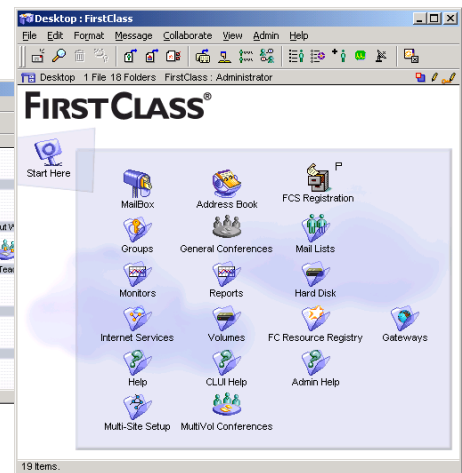 Desktop : FirstClass
File Edit Format Message Collaborate View Admin Help
Desktop 1 File 18 Folders FirstClass : Administrator
FIRSTCLASS®
Start Here
MailBox Address Book FCS Registration
Groups General Conferences Mail Lists
Monitors Reports Hard Disk
Internet Services Volumes FC Resource Registry Gateways
Help CLUI Help Admin Help
Multi-Site Setup MultiVol Conferences
19 Items.